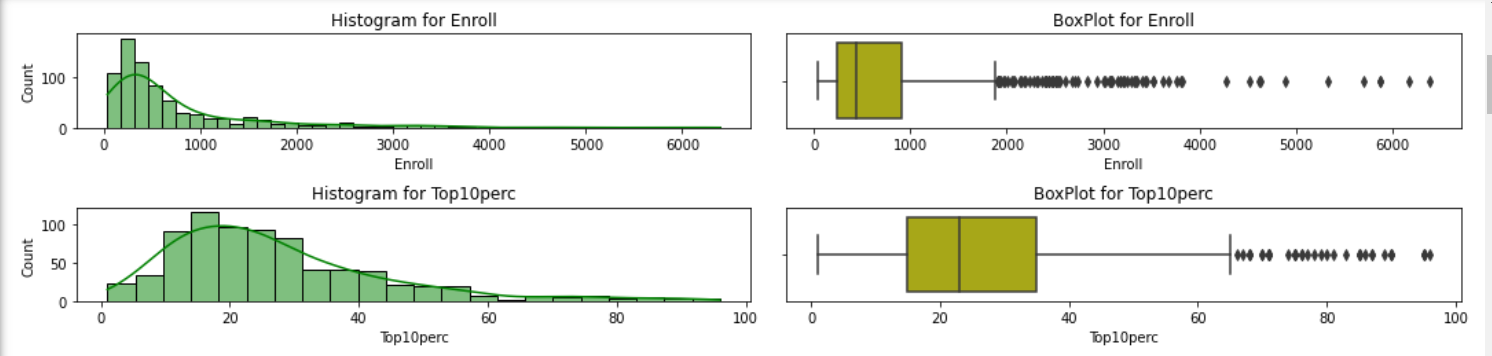 Histogram for Enroll
BoxPlot for Enroll
Count
100
0
0 1000 2000 3000 4000 5000 6000
Enroll
0 1000 2000 3000 4000 5000 6000
Enroll
Histogram for Top10perc
BoxPlot for Top10perc
Count
100
50
0
0 20 40 60 80 100
Top10perc
0 20 40 60 80 100
Top10perc